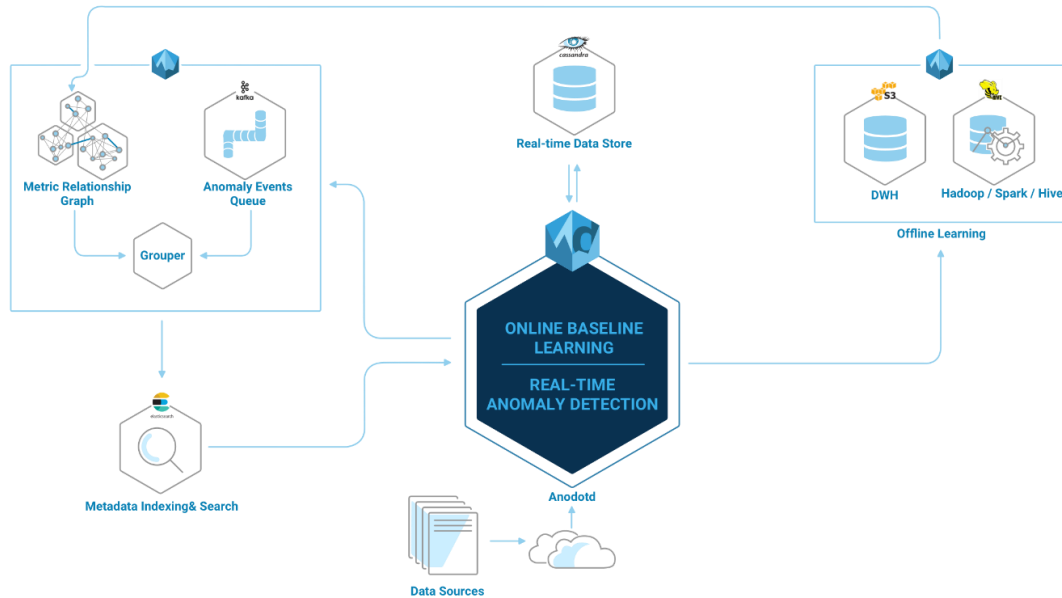 cassandra
Real-time Data Store
kafka
Metric Relationship
Graph
Anomaly Events
Queue
Grouper
S3
HIVE
DWH
Hadoop / Spark / Hive
Offline Learning
d
ONLINE BASELINE
LEARNING
REAL-TIME
ANOMALY DETECTION
elasticsearch
Metadata Indexing& Search
Anodotd
Data Sources